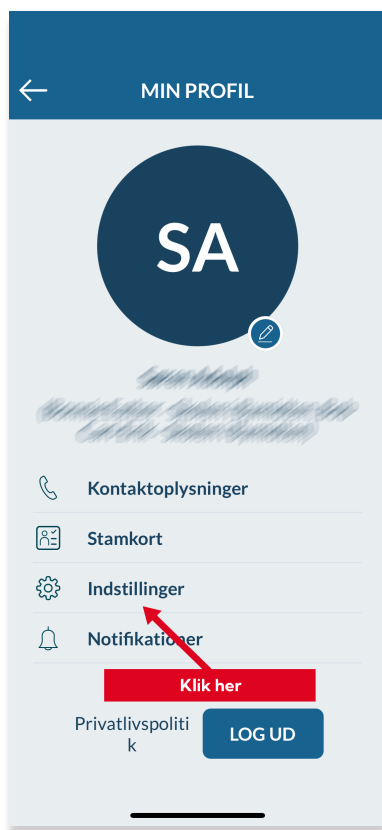 MIN PROFIL
SA
Kontaktoplysninger
Stamkort
Indstillinger
Notifikationer
Klik her
Privatlivspoliti
k
LOG UD